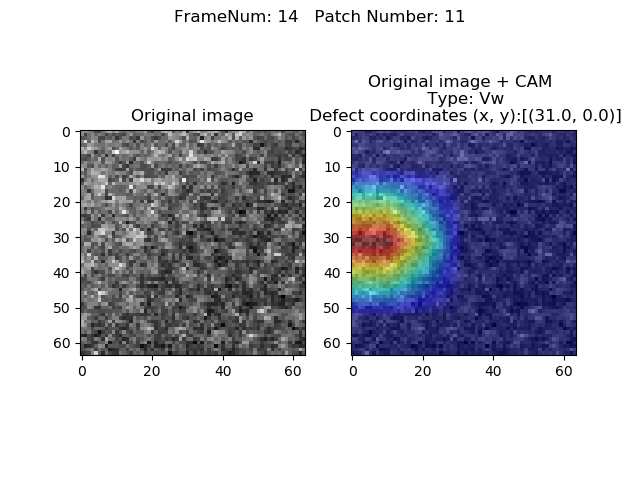 FrameNum: 14   Patch Number: 11
Original image
Original image + CAM
Type: Vw
Defect coordinates (x, y):[(31.0, 0.0)]
0
10
20
30
40
50
60
0 20 40 60
0
10
20
30
40
50
60
0 20 40 60